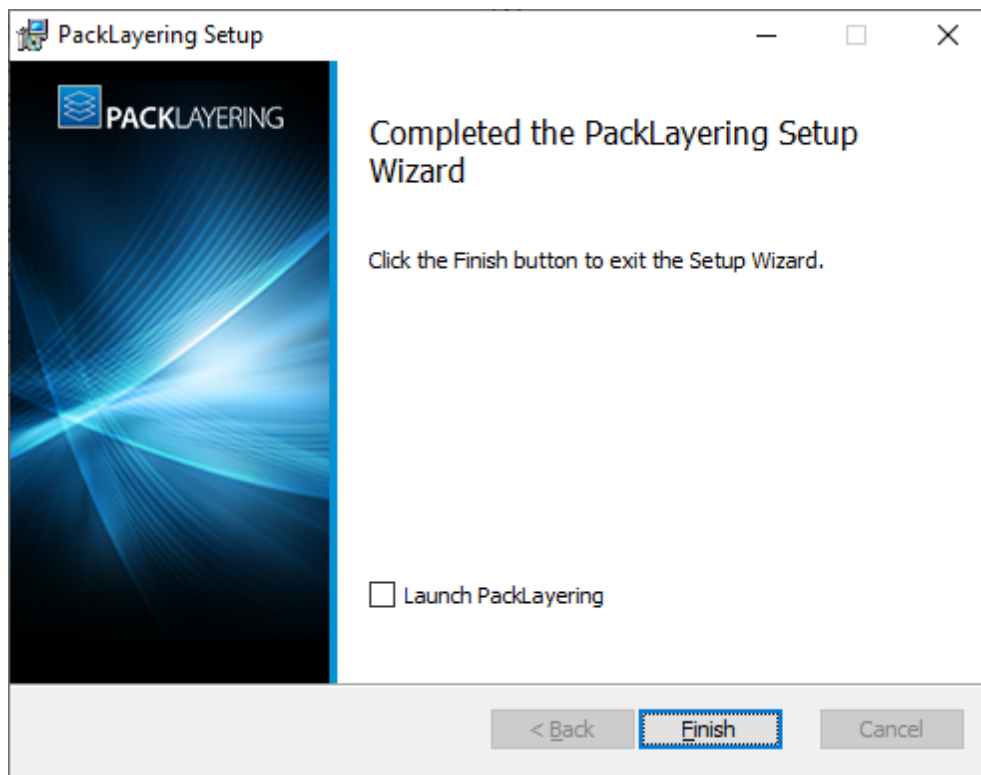 PackLayering Setup
PACKLAYERING
Completed the PackLayering Setup
Wizard
Click the Finish button to exit the Setup Wizard.
Launch PackLayering
< Back
Finish
Cancel